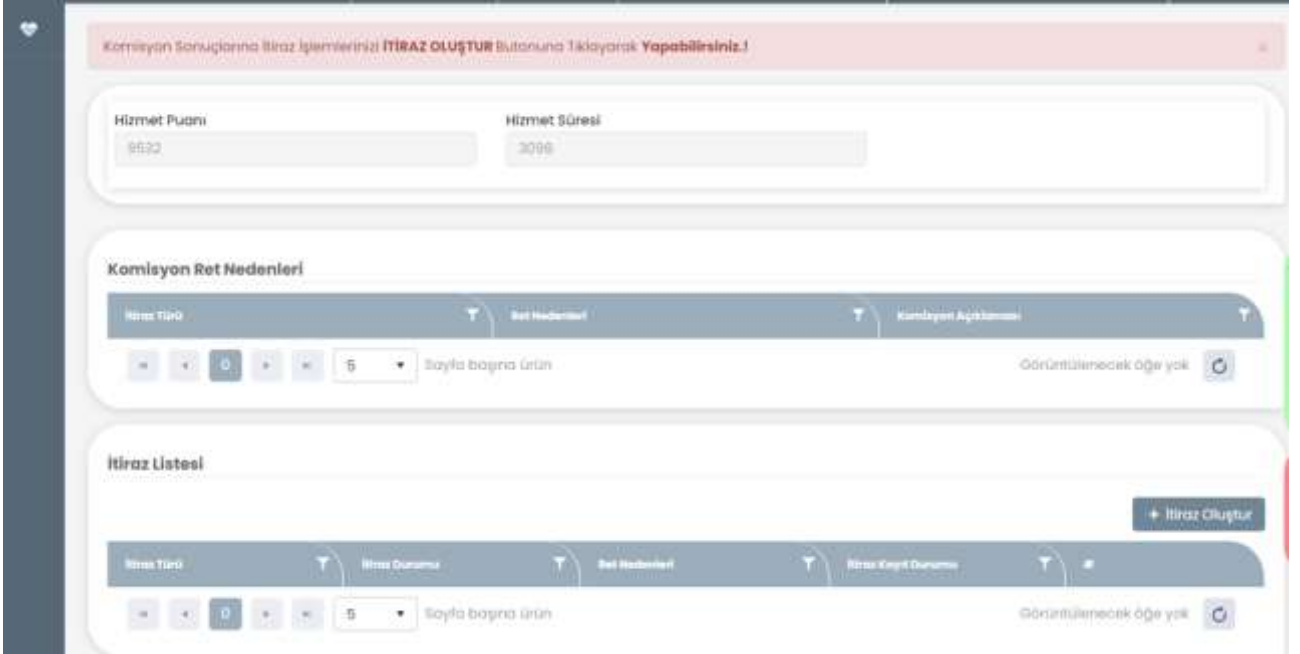 Komisyon Sonuçlarına İtiraz İşlemlerinizi İTİRAZ OLUŞTUR Butonuna Tıklayarak Yapabilirsiniz.!
Hizmet Puanı Hizmet Süresi
9532 3096
Komisyon Ret Nedenleri
İtiraz Türü Ret Nedenleri Komisyon Açıklaması
0 5 Sayfa başına ürün Görüntülenecek öğe yok
İtiraz Listesi
+ İtiraz Oluştur
İtiraz Türü İtiraz Durumu Ret Nedenleri İtiraz Kayıt Durumu #
0 5 Sayfa başına ürün Görüntülenecek öğe yok